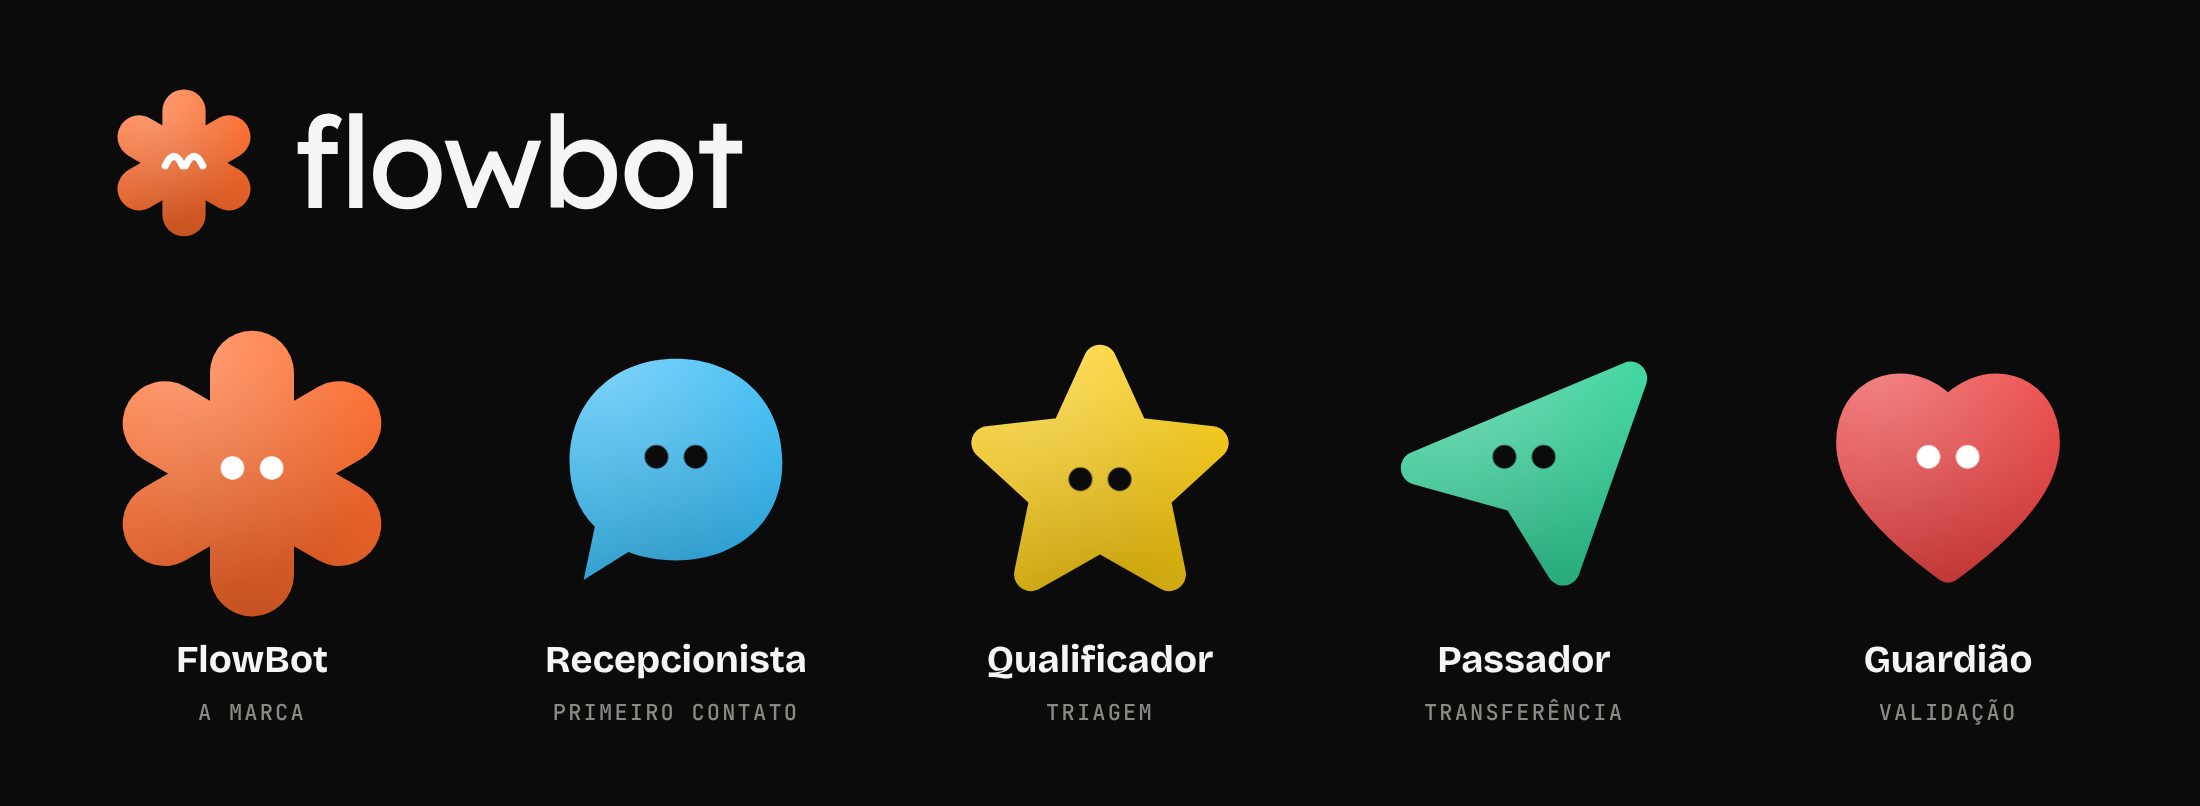 flowbot
FlowBot
A MARCA
Recepcionista
PRIMEIRO CONTATO
Qualificador
TRIAGEM
Passador
TRANSFERÊNCIA
Guardião
VALIDAÇÃO